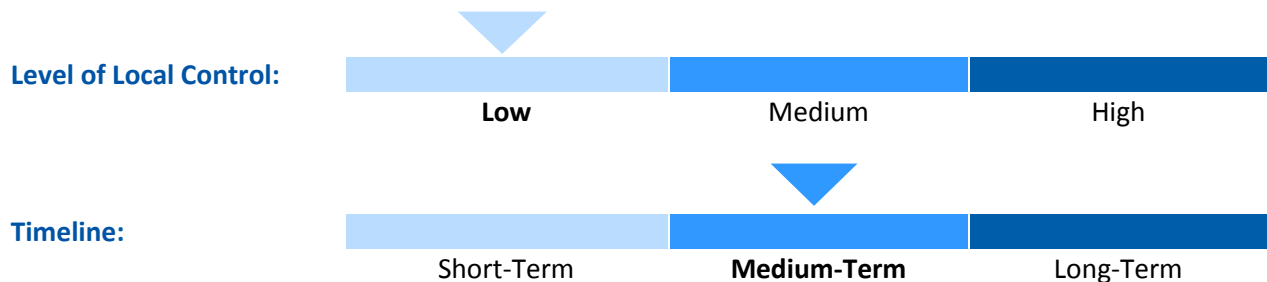 Level of Local Control:
Low Medium High
Timeline:
Short-Term Medium-Term Long-Term